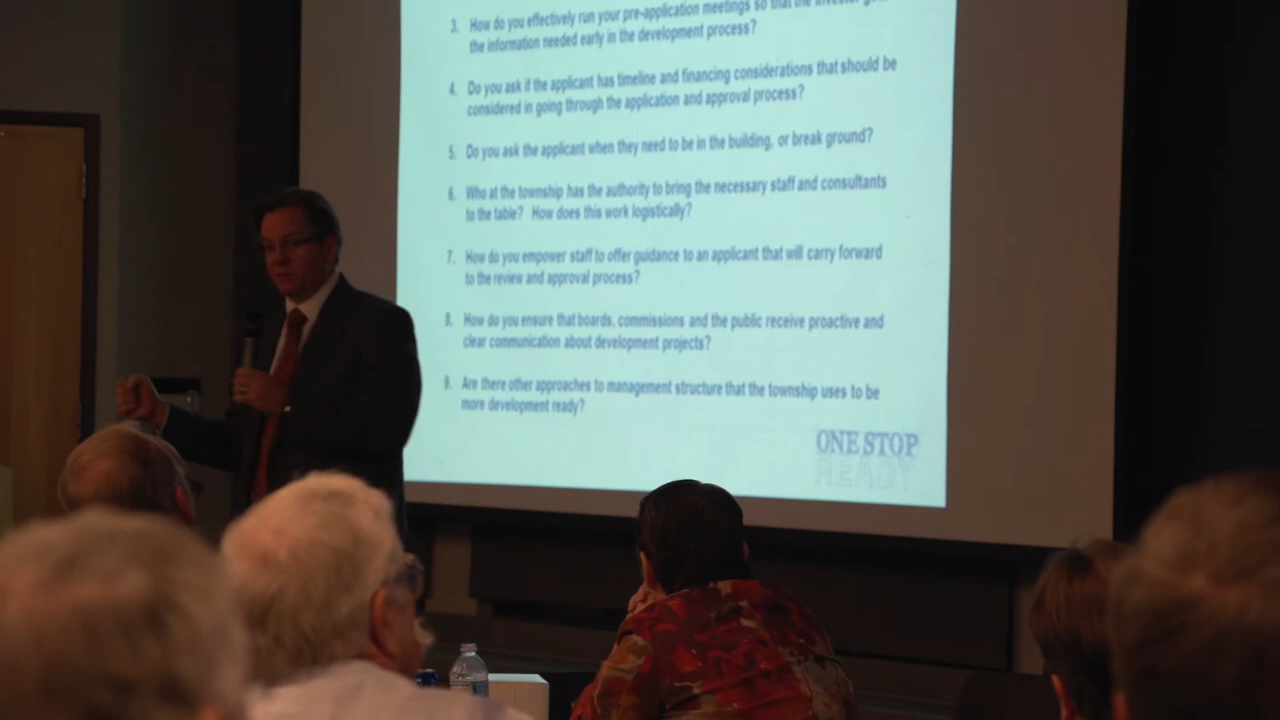 3. How do you effectively run your pre-application meetings so that the investor
the information needed early in the development process?
4. Do you ask if the applicant has timeline and financing considerations that should be
considered in going through the application and approval process?
5. Do you ask the applicant when they need to be in the building, or break ground?
6. Who at the township has the authority to bring the necessary staff and consultants
to the table? How does this work logistically?
7. How do you empower staff to offer guidance to an applicant that will carry forward
to the review and approval process?
8. How do you ensure that boards, commissions and the public receive proactive and
clear communication about development projects?
9. Are there other approaches to management structure that the township uses to be
more development ready?
ONE STOP
READY